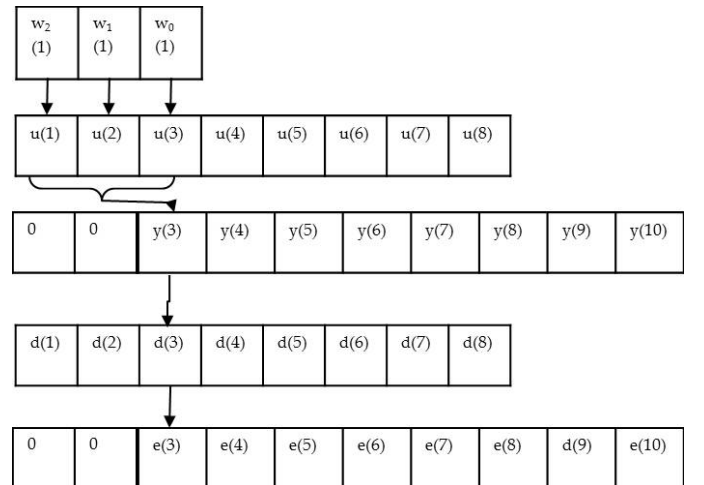 w₂ w₁ w₀
(1) (1) (1)
u(1) u(2) u(3) u(4) u(5) u(6) u(7) u(8)
0 0 y(3) y(4) y(5) y(6) y(7) y(8) y(9) y(10)
d(1) d(2) d(3) d(4) d(5) d(6) d(7) d(8)
0 0 e(3) e(4) e(5) e(6) e(7) e(8) d(9) e(10)